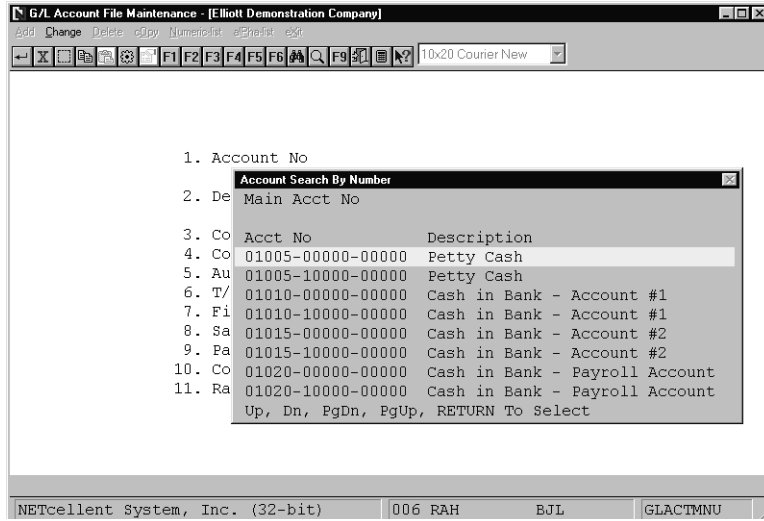 G/L Account File Maintenance - [Elliott Demonstration Company]
Add Change Delete cOpy Numeric-list alPha-list eXit
F1 F2 F3 F4 F5 F6 F9 10x20 Courier New
1. Account No
Account Search By Number
2. De
Main Acct No
3. Co
Acct No Description
4. Co
01005-00000-00000 Petty Cash
5. Au
01005-10000-00000 Petty Cash
6. T/
01010-00000-00000 Cash in Bank - Account #1
7. Fi
01010-10000-00000 Cash in Bank - Account #1
8. Sa
01015-00000-00000 Cash in Bank - Account #2
9. Pa
01015-10000-00000 Cash in Bank - Account #2
10. Co
01020-00000-00000 Cash in Bank - Payroll Account
11. Ra
01020-10000-00000 Cash in Bank - Payroll Account
Up, Dn, PgDn, PgUp, RETURN To Select
NETcellent System, Inc. (32-bit) 006 RAH BJL GLACTMNU